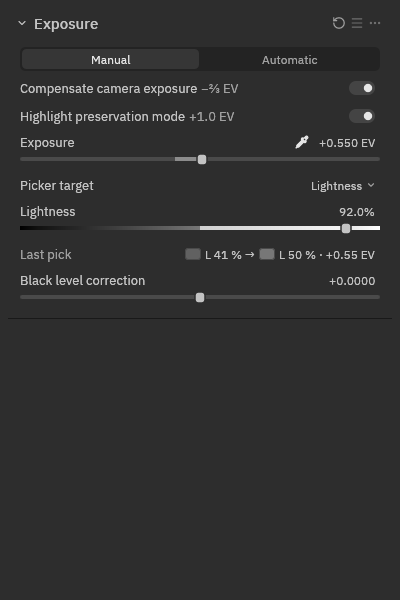 Exposure
Manual Automatic
Compensate camera exposure −⅔ EV
Highlight preservation mode +1.0 EV
Exposure +0.550 EV
Picker target Lightness
Lightness 92.0%
Last pick L 41 % → L 50 % · +0.55 EV
Black level correction +0.0000